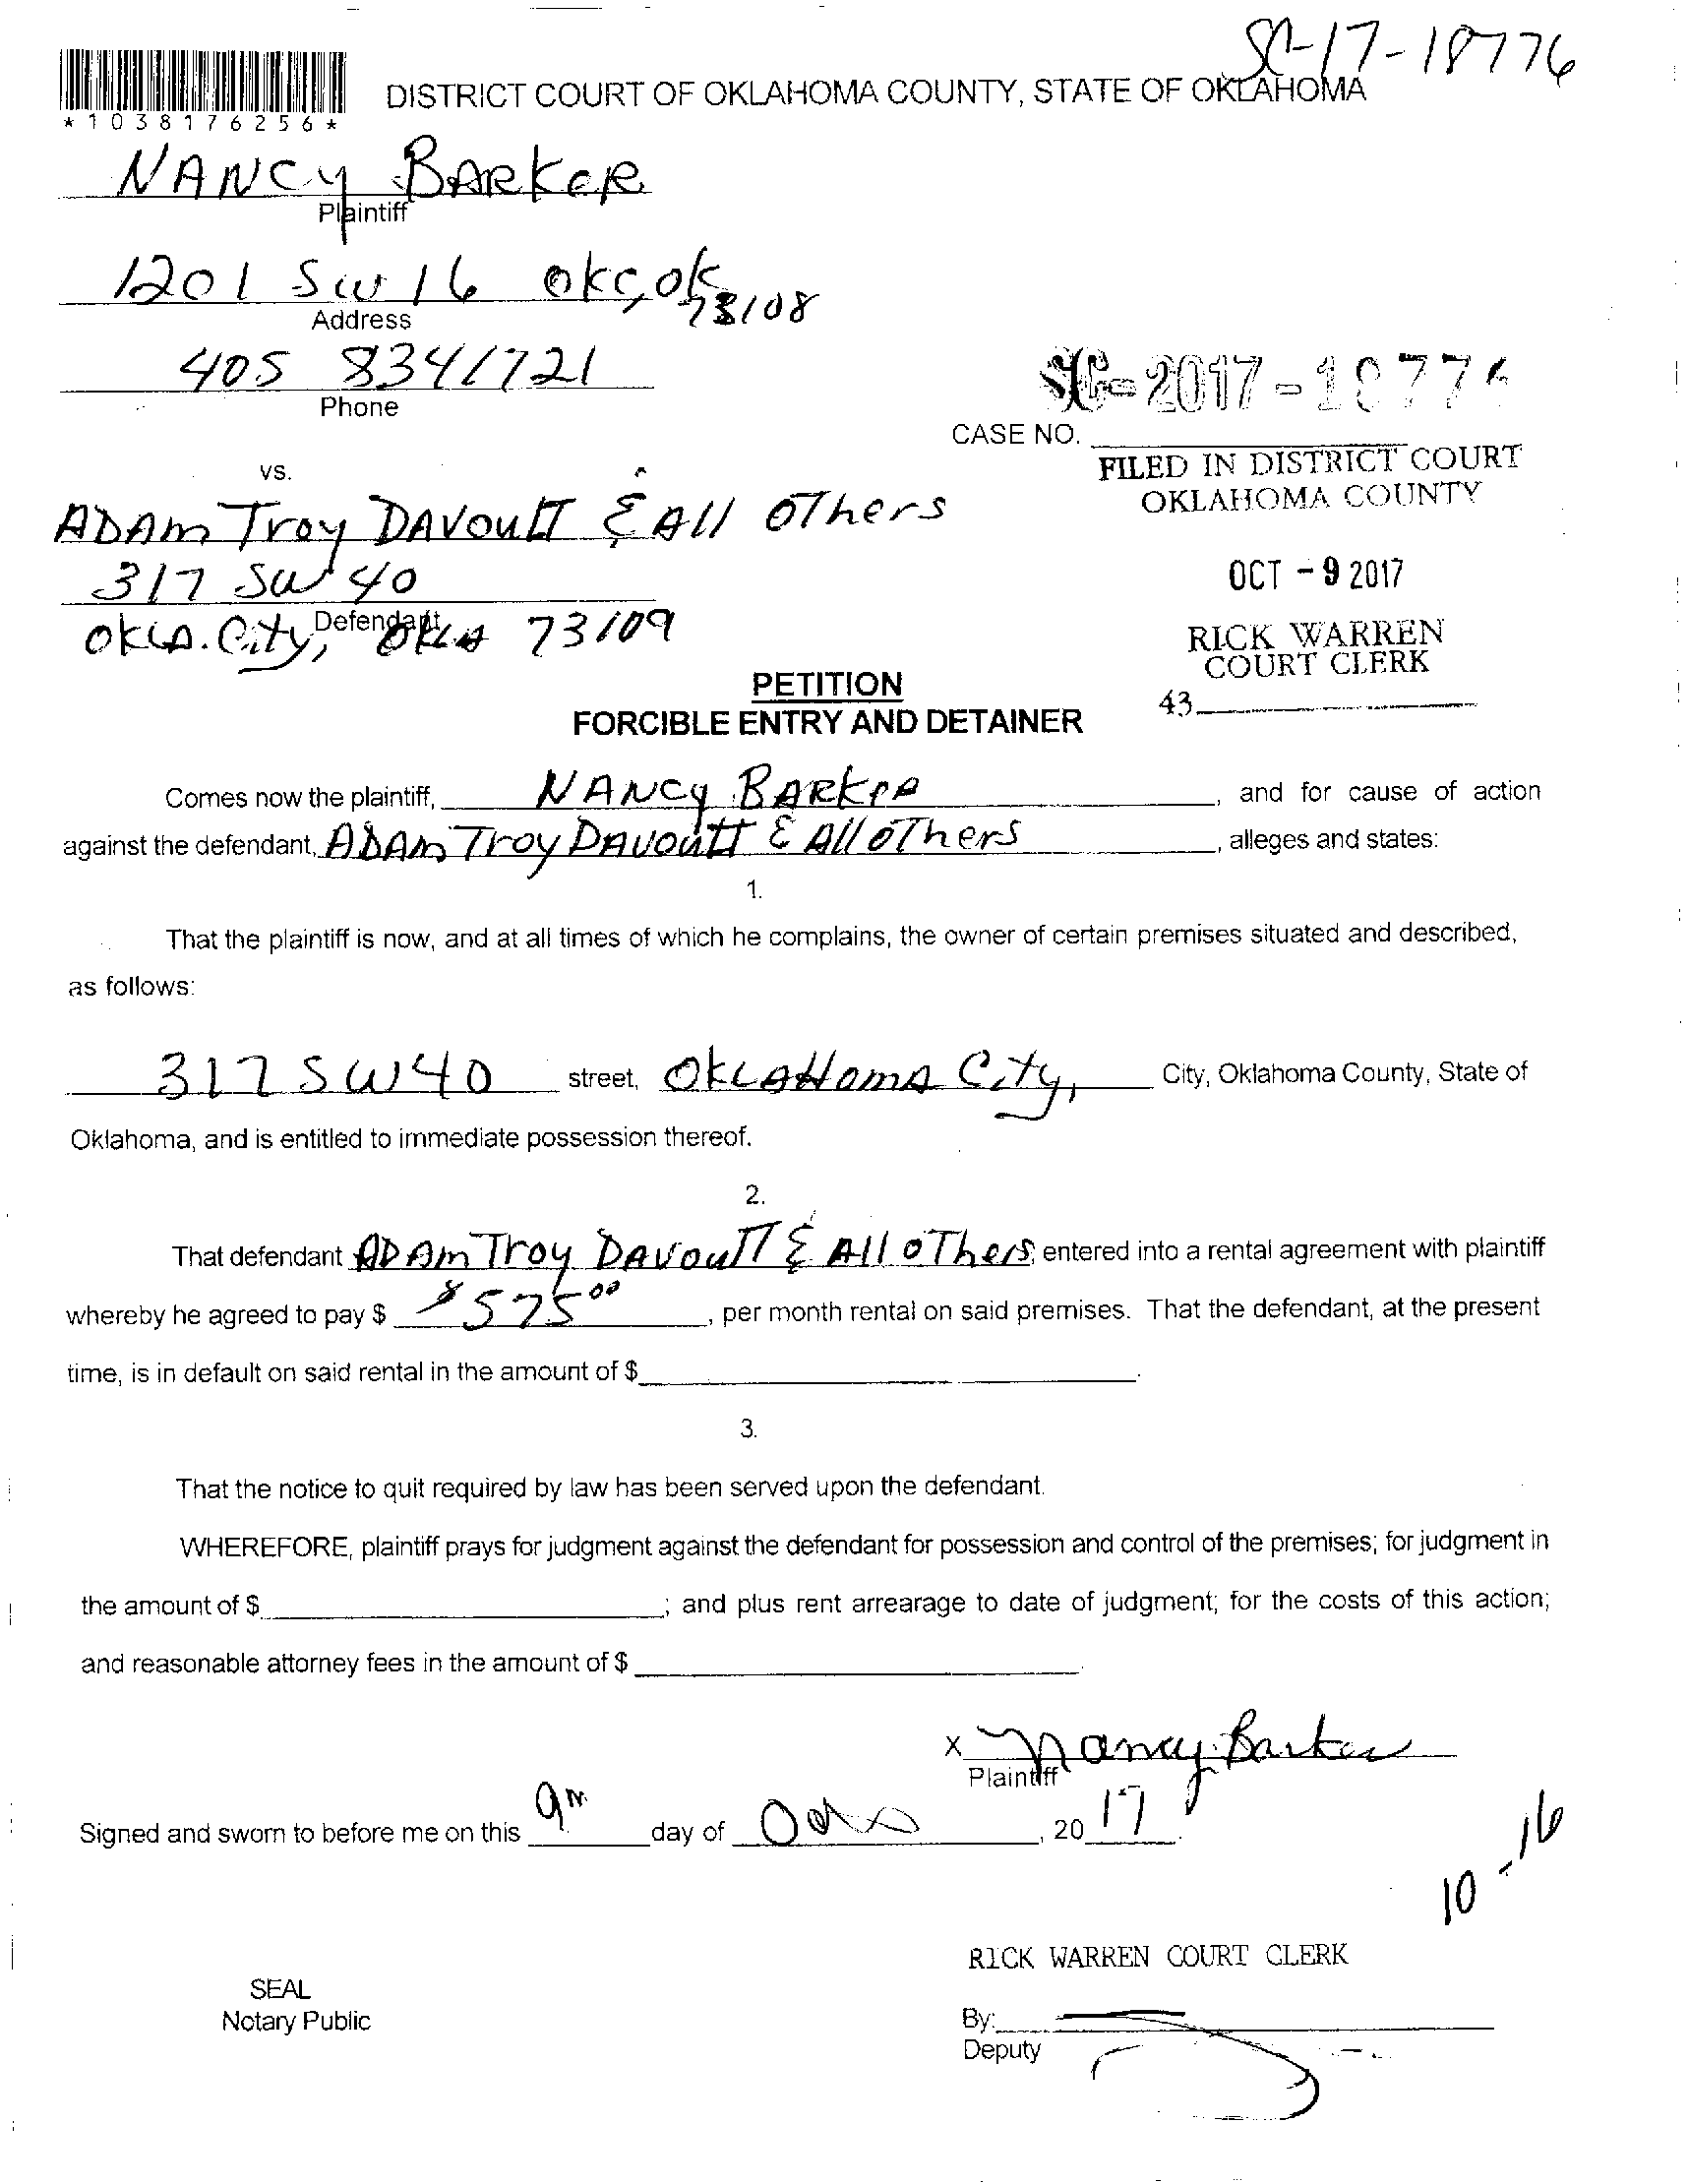 SC-17-18776
*1038176256*
DISTRICT COURT OF OKLAHOMA COUNTY, STATE OF OKLAHOMA
NANCY BARKER
Plaintiff
1201 SW 16 OKC, OK 73108
Address
405 8341721
Phone
SC-2017-18776
CASE NO.
FILED IN DISTRICT COURT
OKLAHOMA COUNTY
vs.
ADAM Troy DAVOUTT & All OThers
317 SW 40
OCT - 9 2017
Defendant
OKLA. City, OKLA 73109
RICK WARREN
COURT CLERK
43
PETITION
FORCIBLE ENTRY AND DETAINER
Comes now the plaintiff, NANCY BARKER, and for cause of action
against the defendant, ADAM Troy DAVOUTT & All OThers, alleges and states:
1.
That the plaintiff is now, and at all times of which he complains, the owner of certain premises situated and described,
as follows:
317 SW 40 street, OKLAHOMA City, City, Oklahoma County, State of
Oklahoma, and is entitled to immediate possession thereof.
2.
That defendant ADAM Troy DAVOUTT & All OThers, entered into a rental agreement with plaintiff
whereby he agreed to pay $ $575 00, per month rental on said premises. That the defendant, at the present
time, is in default on said rental in the amount of $
3.
That the notice to quit required by law has been served upon the defendant.
WHEREFORE, plaintiff prays for judgment against the defendant for possession and control of the premises; for judgment in
the amount of $ ; and plus rent arrearage to date of judgment; for the costs of this action;
and reasonable attorney fees in the amount of $
X Nancy Barker
Plaintiff
Signed and sworn to before me on this 9th day of , 20 17
10-16
RICK WARREN COURT CLERK
SEAL
Notary Public
By:
Deputy